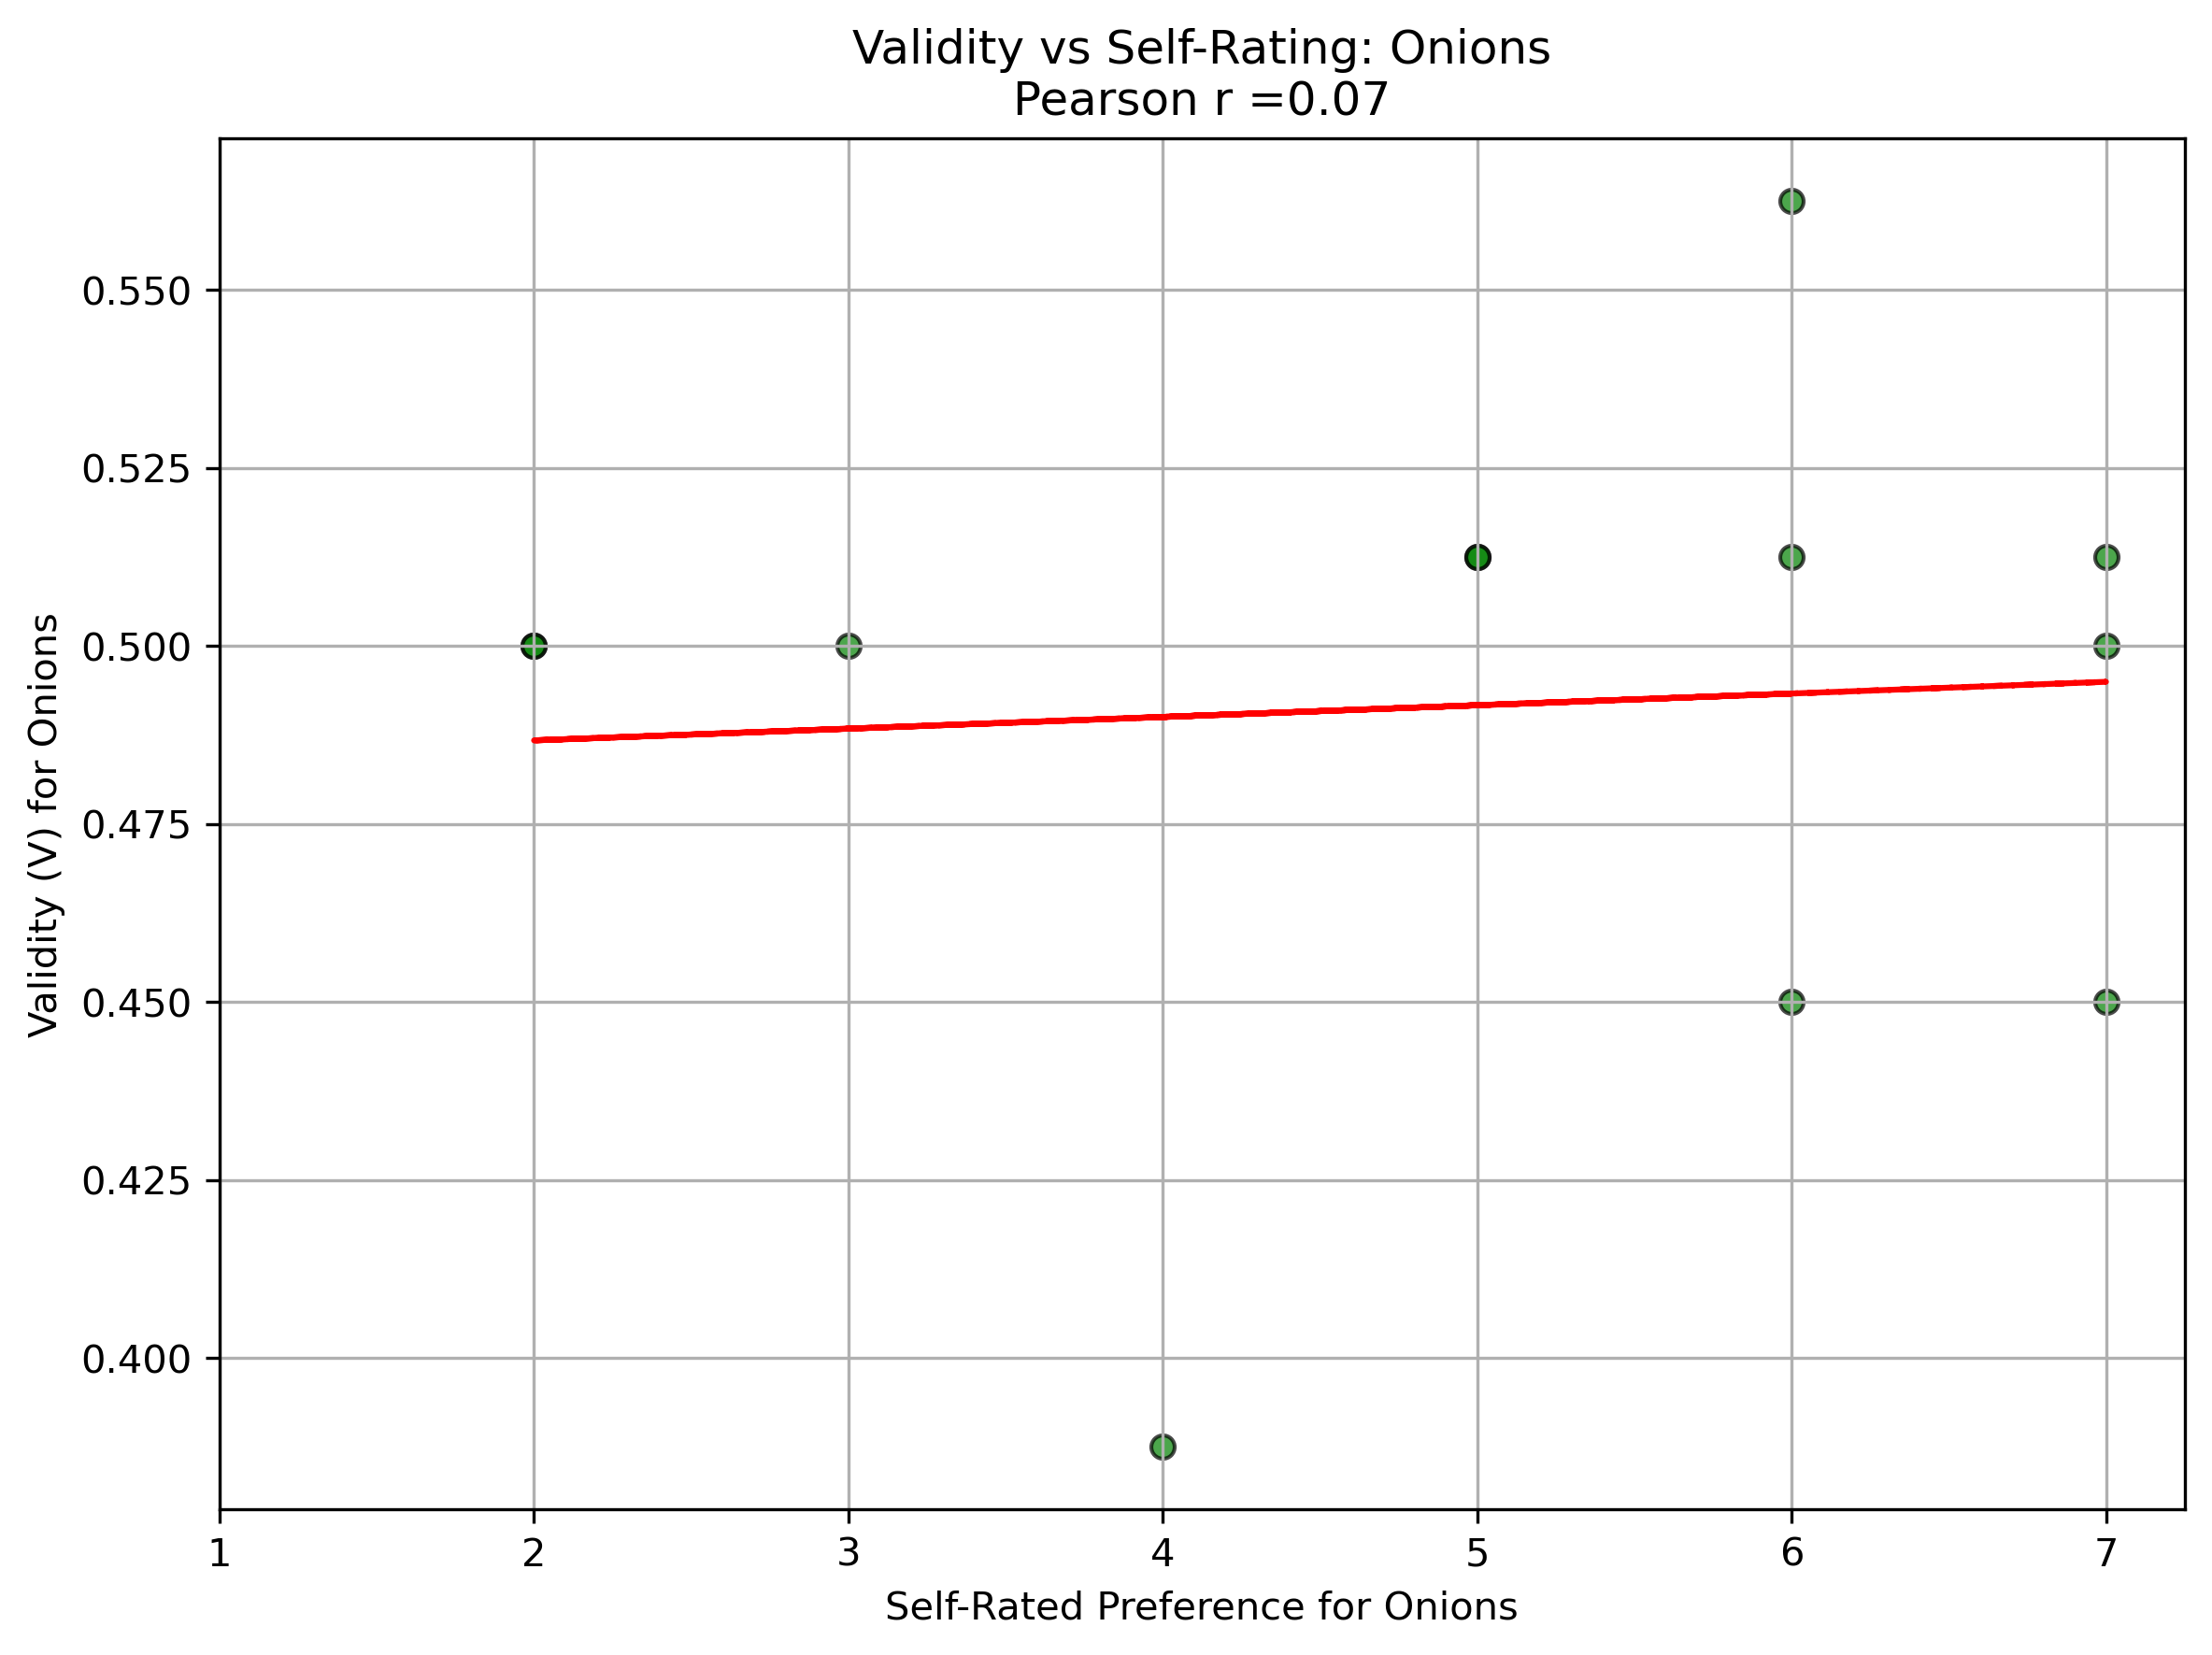 Validity vs Self-Rating: Onions
Pearson r =0.07
Validity (V) for Onions
0.550
0.525
0.500
0.475
0.450
0.425
0.400
1 2 3 4 5 6 7
Self-Rated Preference for Onions